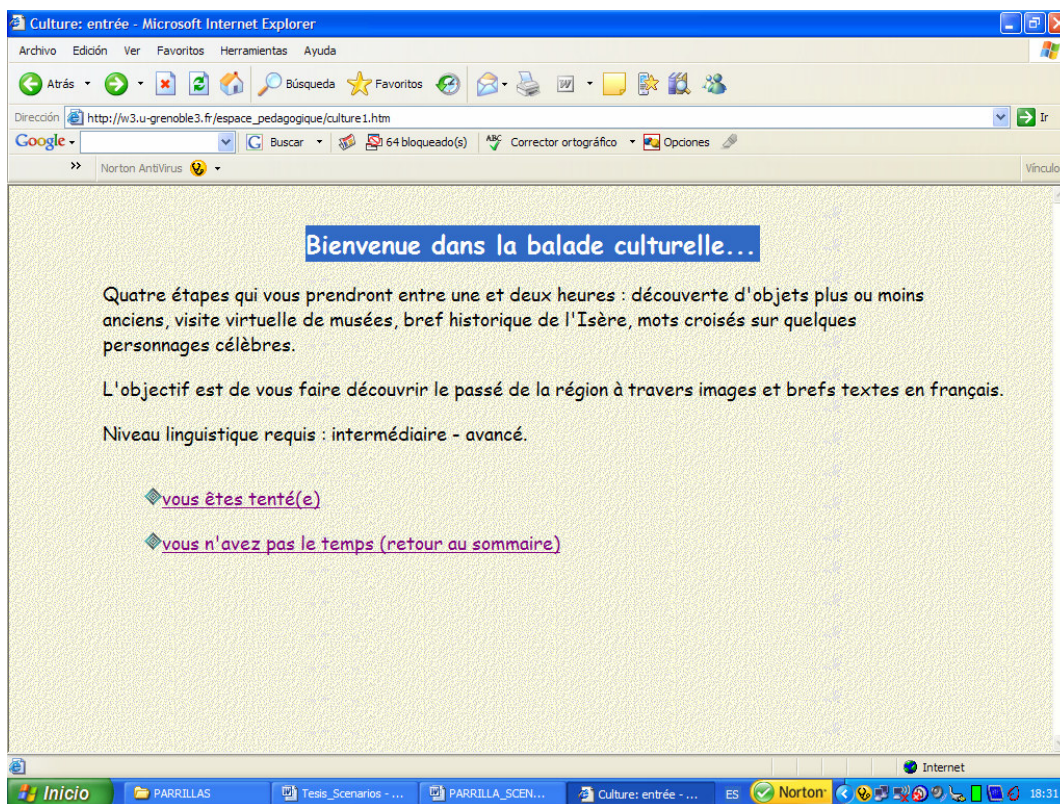 Culture: entrée - Microsoft Internet Explorer
Archivo Edición Ver Favoritos Herramientas Ayuda
Atrás Búsqueda Favoritos
Dirección http://w3.u-grenoble3.fr/espace_pedagogique/culture1.htm Ir
Google Buscar 64 bloqueado(s) ABC Corrector ortográfico Opciones
>> Norton AntiVirus Vínculo
Bienvenue dans la balade culturelle...
Quatre étapes qui vous prendront entre une et deux heures : découverte d'objets plus ou moins
anciens, visite virtuelle de musées, bref historique de l'Isère, mots croisés sur quelques
personnages célèbres.
L'objectif est de vous faire découvrir le passé de la région à travers images et brefs textes en français.
Niveau linguistique requis : intermédiaire - avancé.
vous êtes tenté(e)
vous n'avez pas le temps (retour au sommaire)
Internet
Inicio PARRILLAS Tesis_Scenarios - ... PARRILLA_SCEN... Culture: entrée - ... ES Norton 18:31